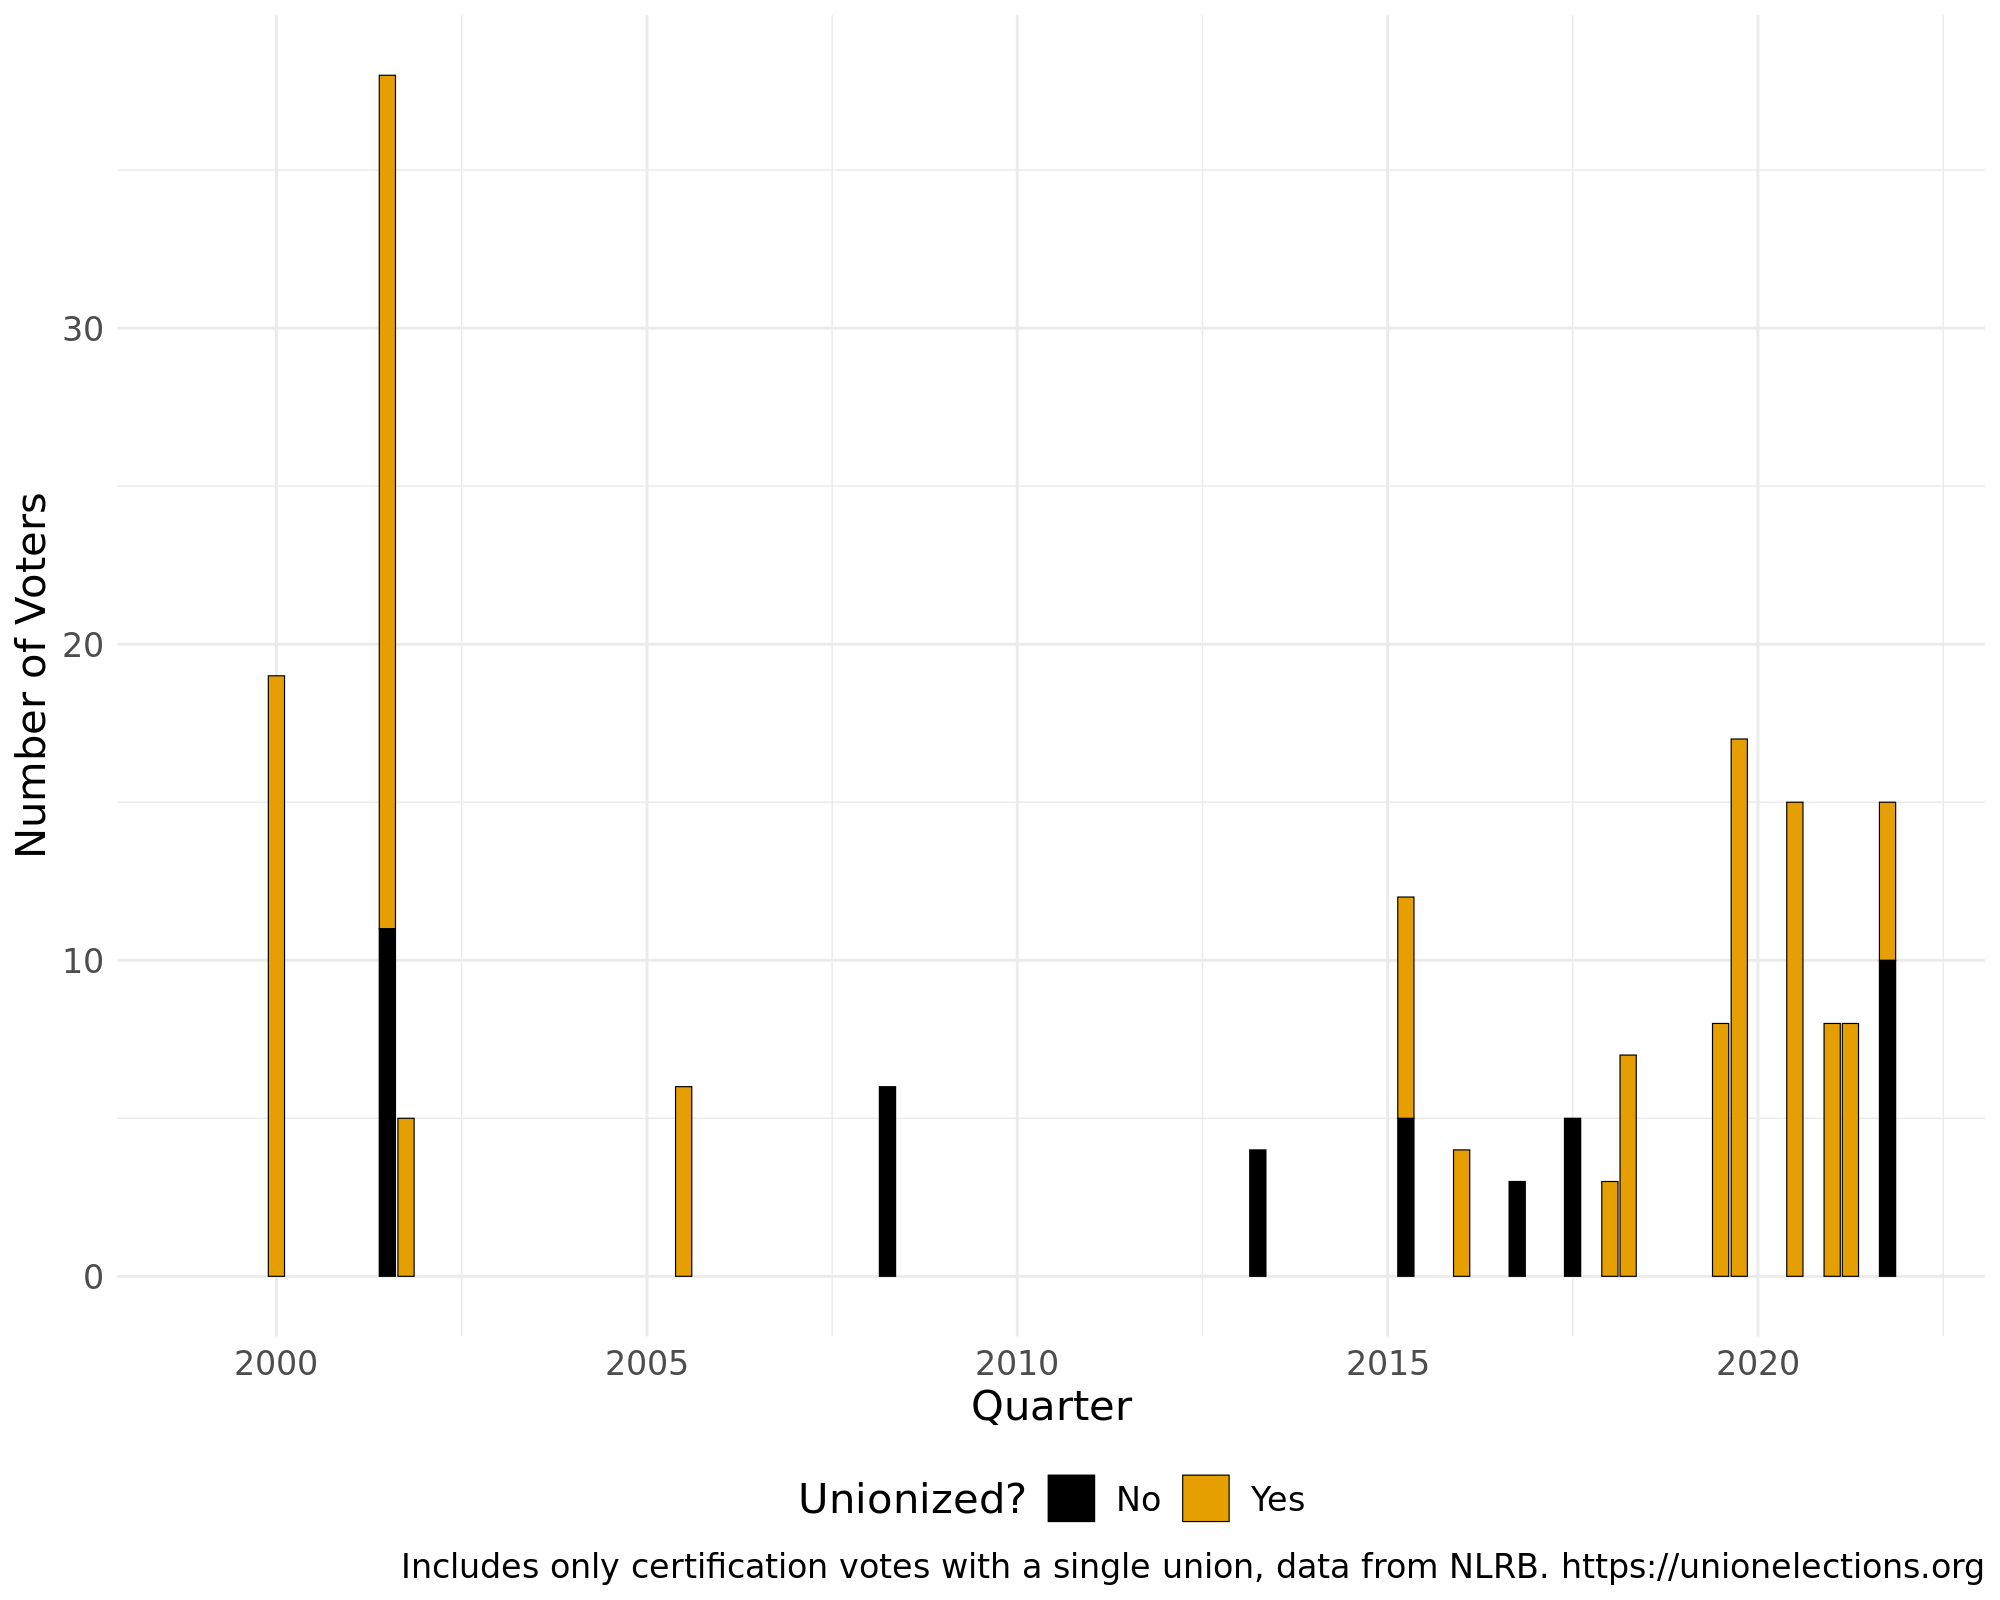 Number of Voters
30
20
10
0
2000 2005 2010 2015 2020
Quarter
Unionized? No Yes
Includes only certification votes with a single union, data from NLRB. https://unionelections.org